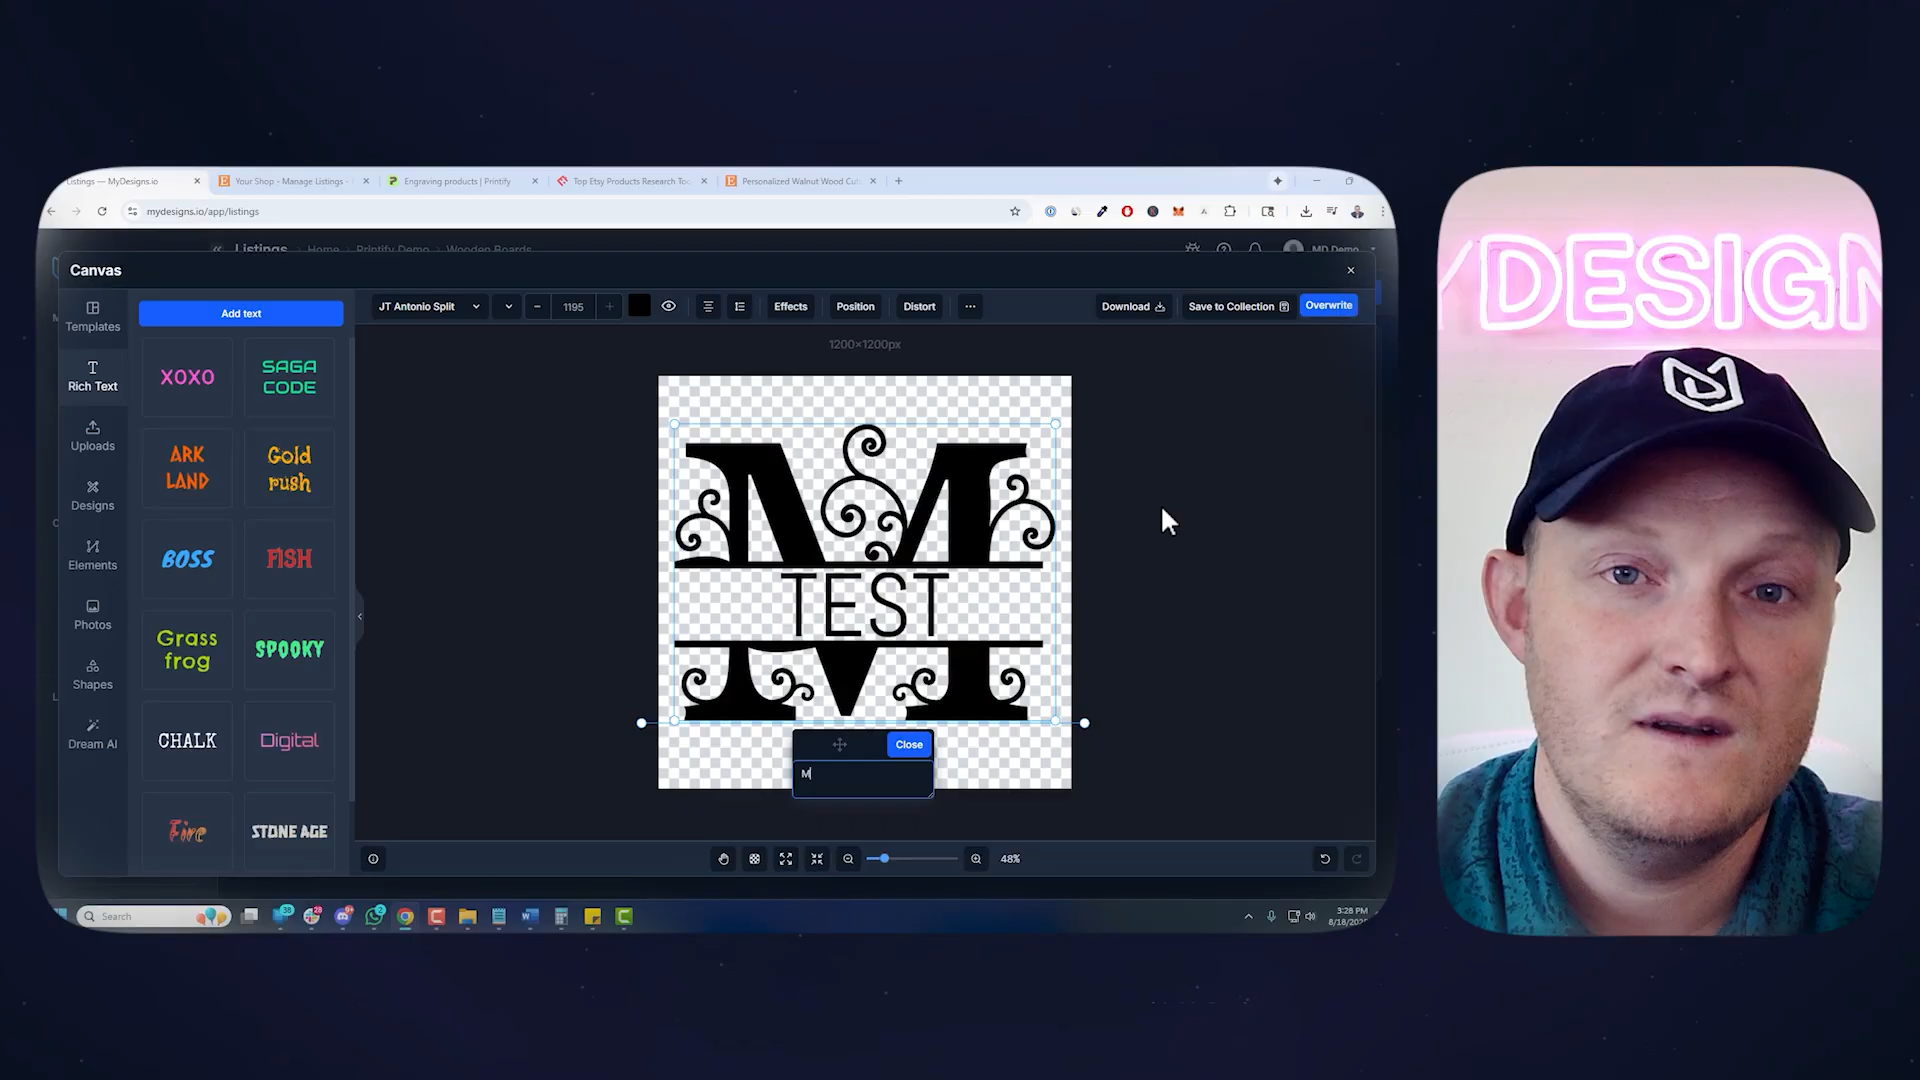 Listings — MyDesigns.io
Your Shop - Manage Listings -
Engraving products | Printify
Top Etsy Products Research Too
Personalized Walnut Wood Cut
mydesigns.io/app/listings
Listings Home Printify Demo Wooden Boards
MD Demo
Canvas
Templates
Rich Text
Uploads
Designs
Elements
Photos
Shapes
Dream AI
Add text
XOXO
SAGA
CODE
ARK
LAND
Gold
rush
BOSS
FISH
Grass
frog
SPOOKY
CHALK
Digital
Fire
STONE AGE
JT Antonio Split
1195
Effects
Position
Distort
Download
Save to Collection
Overwrite
1200×1200px
M
TEST
Close
M
48%
Search
38
28
2
3:28 PM
YDESIGN